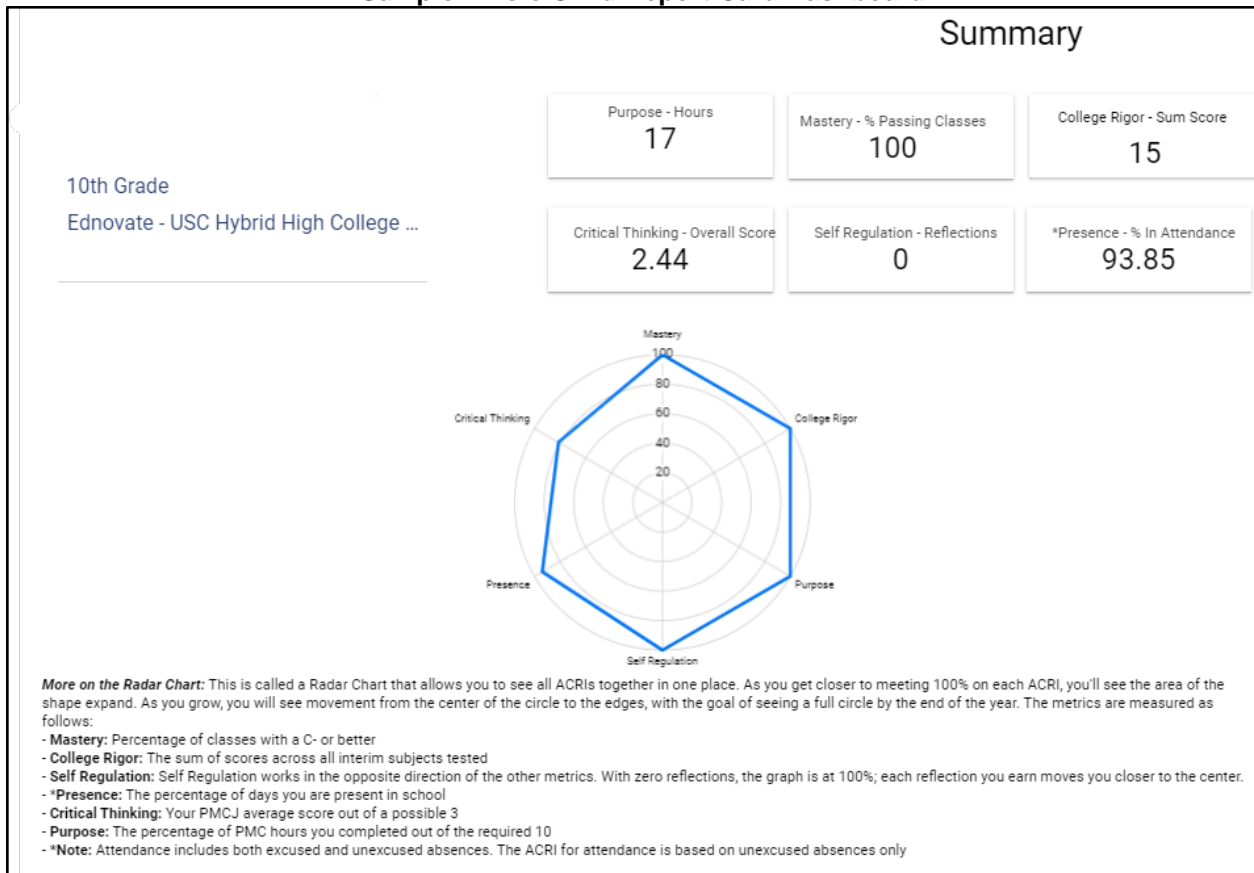 Summary
Purpose - Hours
17
Mastery - % Passing Classes
100
College Rigor - Sum Score
15
10th Grade
Ednovate - USC Hybrid High College ...
Critical Thinking - Overall Score
2.44
Self Regulation - Reflections
0
*Presence - % In Attendance
93.85
Mastery
100
80
60
40
20
Critical Thinking
College Rigor
Presence
Purpose
Self Regulation
More on the Radar Chart: This is called a Radar Chart that allows you to see all ACRIs together in one place. As you get closer to meeting 100% on each ACRI, you'll see the area of the
shape expand. As you grow, you will see movement from the center of the circle to the edges, with the goal of seeing a full circle by the end of the year. The metrics are measured as
follows:
- Mastery: Percentage of classes with a C- or better
- College Rigor: The sum of scores across all interim subjects tested
- Self Regulation: Self Regulation works in the opposite direction of the other metrics. With zero reflections, the graph is at 100%; each reflection you earn moves you closer to the center.
- *Presence: The percentage of days you are present in school
- Critical Thinking: Your PMCJ average score out of a possible 3
- Purpose: The percentage of PMC hours you completed out of the required 10
- *Note: Attendance includes both excused and unexcused absences. The ACRI for attendance is based on unexcused absences only